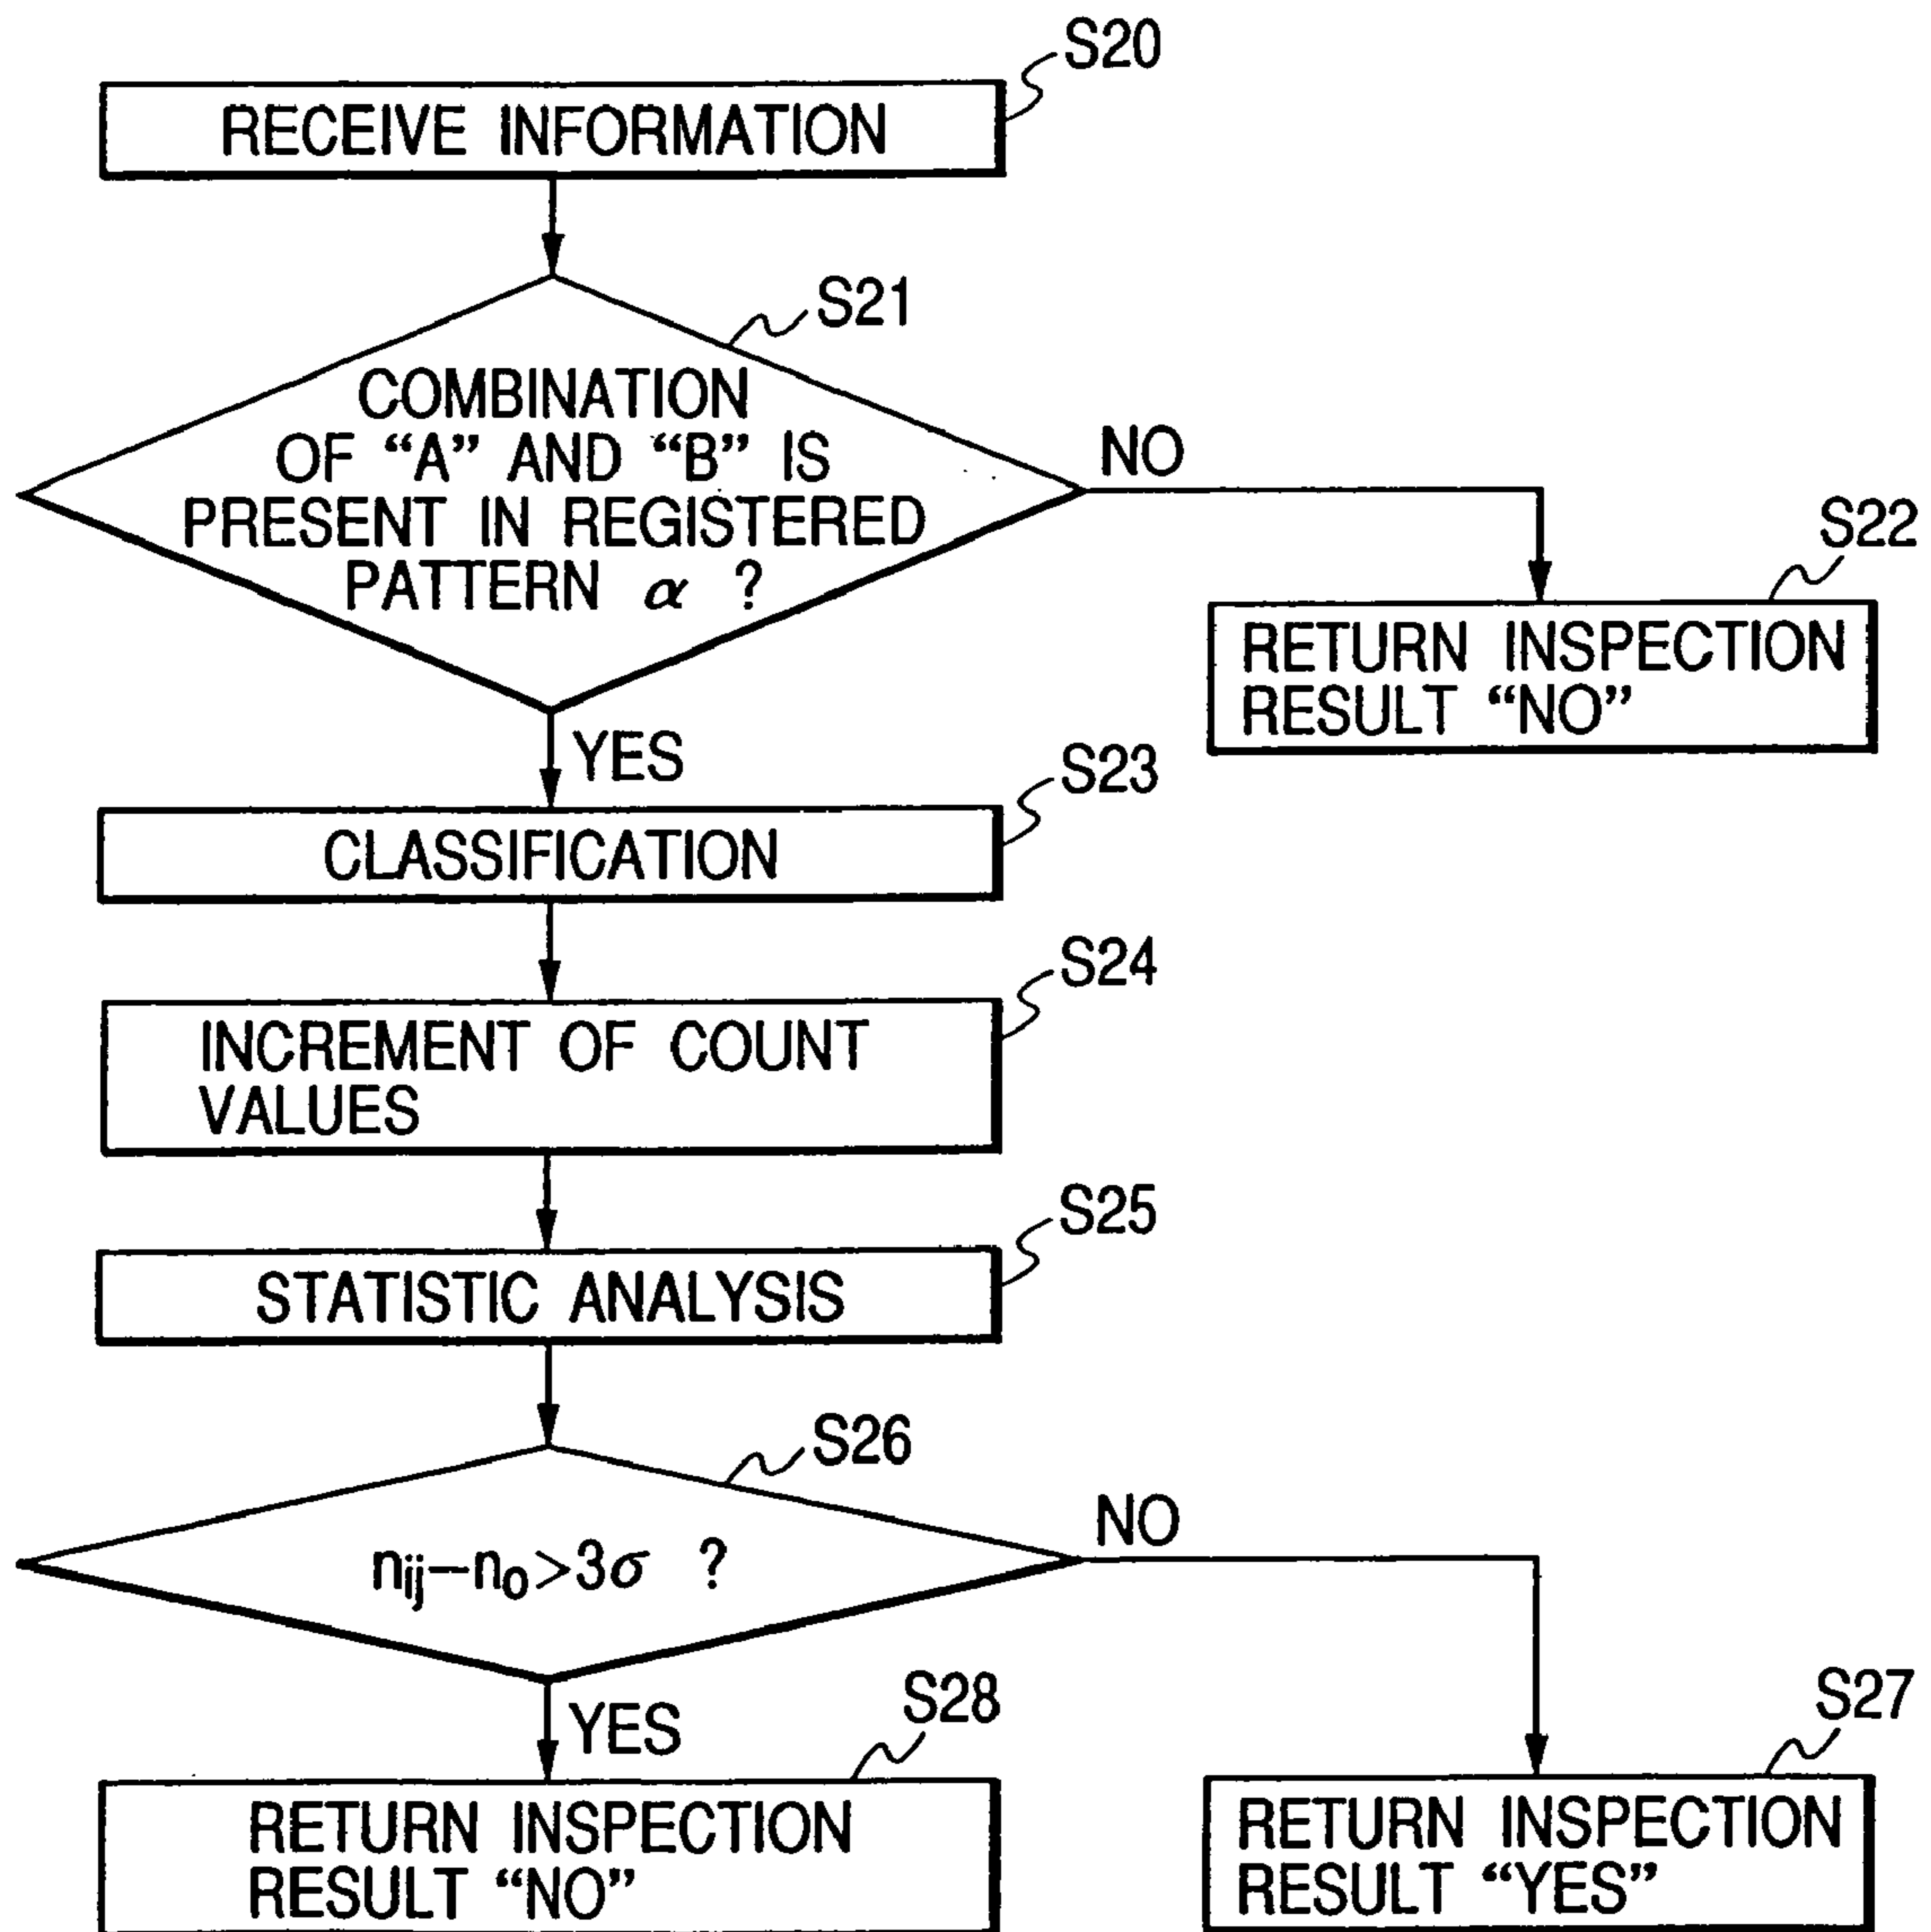 S20
RECEIVE INFORMATION
S21
COMBINATION
OF “A” AND “B” IS
PRESENT IN REGISTERED
PATTERN α ?
NO
S22
RETURN INSPECTION
RESULT “NO”
YES
S23
CLASSIFICATION
S24
INCREMENT OF COUNT
VALUES
S25
STATISTIC ANALYSIS
S26
nij−n0>3σ ?
NO
YES
S28
RETURN INSPECTION
RESULT “NO”
S27
RETURN INSPECTION
RESULT “YES”